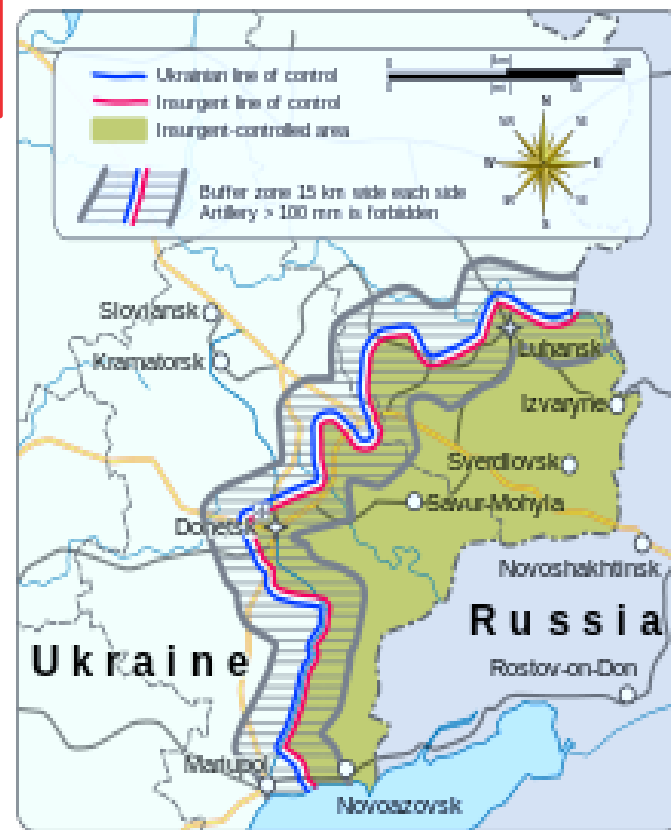 Ukrainian line of control
Insurgent line of control
Insurgent-controlled area
Buffer zone 15 km wide each side
Artillery > 100 mm is forbidden
N
W
E
S
Sloviansk
Kramatorsk
Luhansk
Izvaryne
Sverdlovsk
Savur-Mohyla
Donetsk
Novoshakhtinsk
Russia
Ukraine
Rostov-on-Don
Mariupol
Novoazovsk